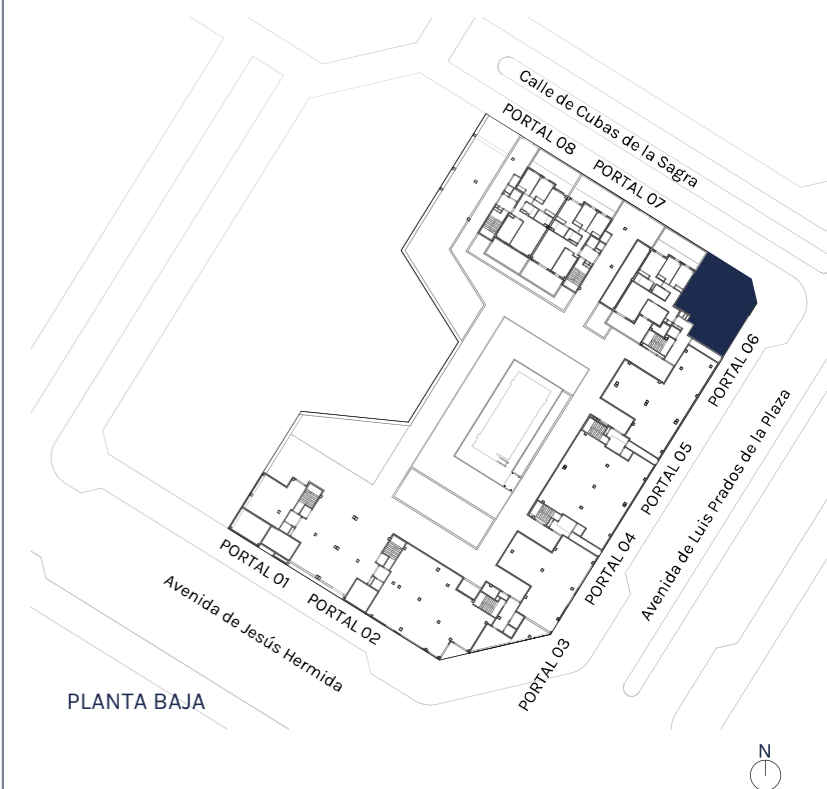 Calle de Cubas de la Sagra
PORTAL 08
PORTAL 07
PORTAL 06
PORTAL 05
Avenida de Luis Prados de la Plaza
PORTAL 04
PORTAL 03
PORTAL 01
PORTAL 02
Avenida de Jesús Hermida
PLANTA BAJA
N